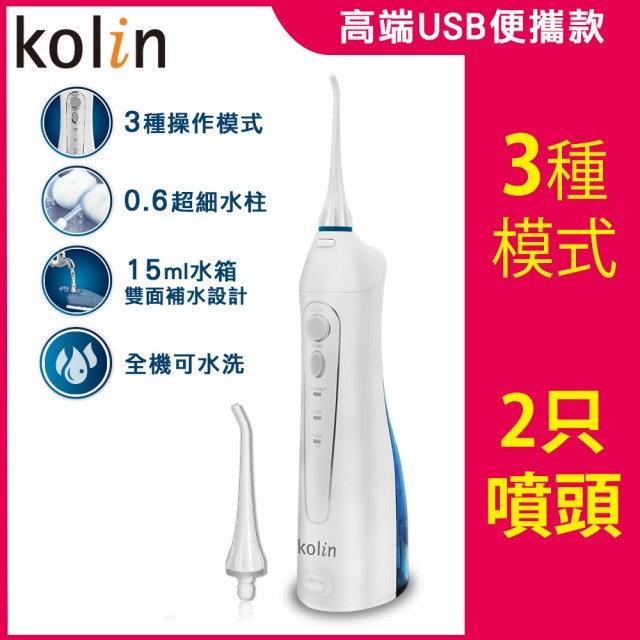 kolin
高端USB便攜款
3種操作模式
0.6超細水柱
15ml水箱
雙面補水設計
全機可水洗
3種
模式
2只
噴頭
kolin